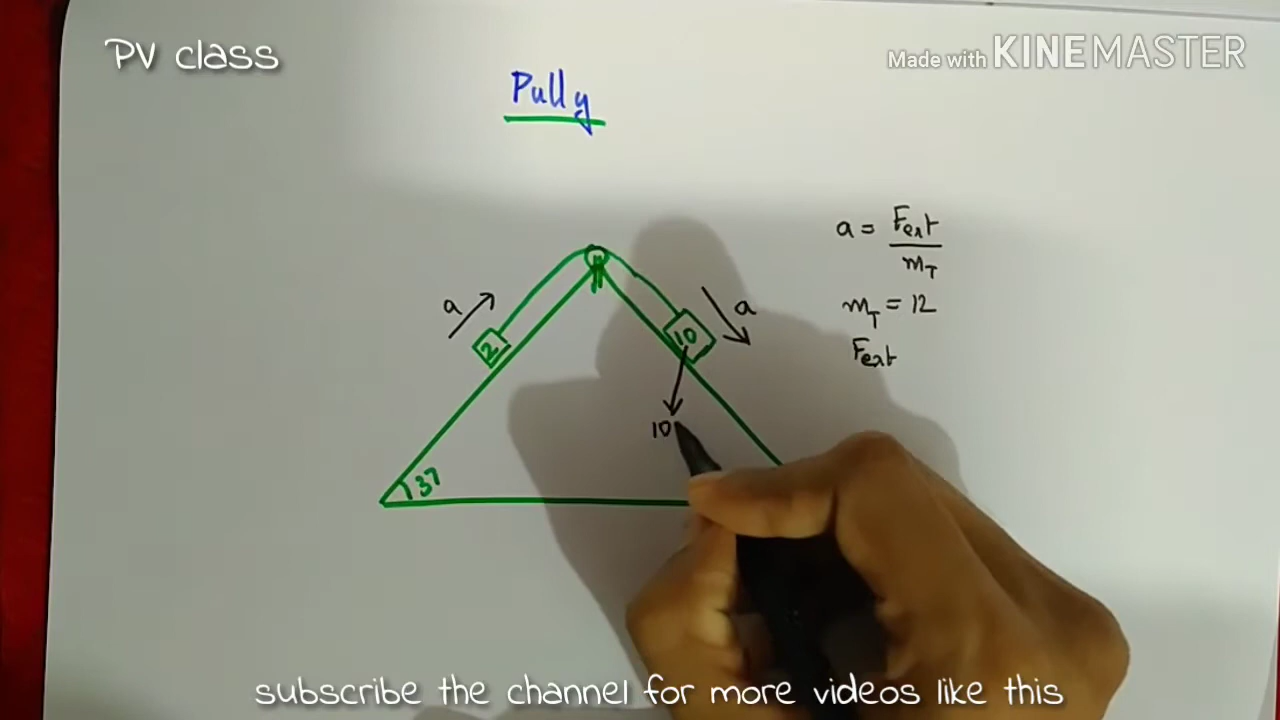 PV class
Made with KINEMASTER
Pully
a = Fext / mT
mT = 12
Fext
a
a
2
10
10
37
subscribe the channel for more videos like this